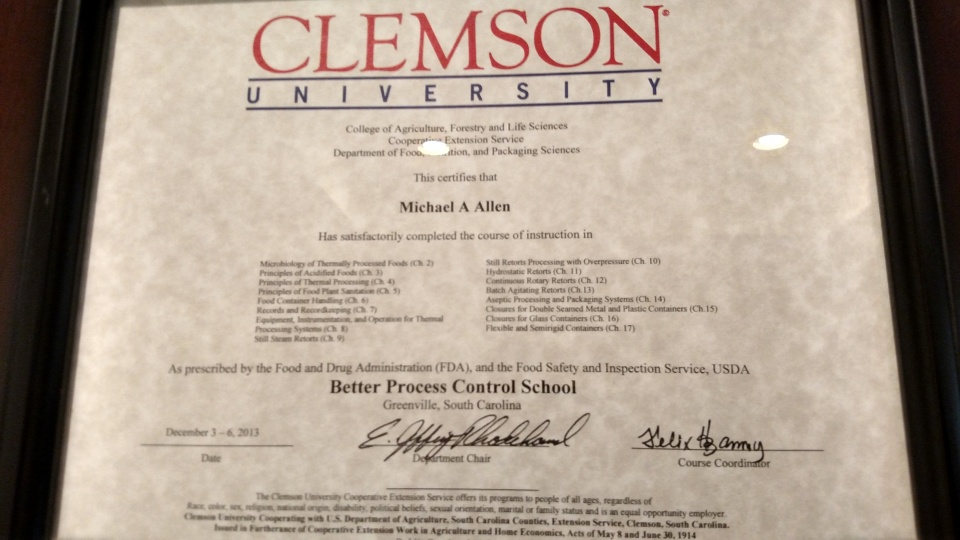 CLEMSON®
UNIVERSITY
College of Agriculture, Forestry and Life Sciences
Cooperative Extension Service
Department of Food, and Packaging Sciences
This certifies that
Michael A Allen
Has satisfactorily completed the course of instruction in
Microbiology of Thermally Processed Foods (Ch. 2)
Principles of Acidified Foods (Ch. 3)
Principles of Thermal Processing (Ch. 4)
Principles of Food Plant Sanitation (Ch. 5)
Food Container Handling (Ch. 6)
Records and Recordkeeping (Ch. 7)
Equipment, Instrumentation, and Operation for Thermal
Processing Systems (Ch. 8)
Still Steam Retorts (Ch. 9)
Still Retorts Processing with Overpressure (Ch. 10)
Hydrostatic Retorts (Ch. 11)
Continuous Rotary Retorts (Ch. 12)
Batch Agitating Retorts (Ch.13)
Aseptic Processing and Packaging Systems (Ch. 14)
Closures for Double Seamed Metal and Plastic Containers (Ch.15)
Closures for Glass Containers (Ch. 16)
Flexible and Semirigid Containers (Ch. 17)
As prescribed by the Food and Drug Administration (FDA), and the Food Safety and Inspection Service, USDA
Better Process Control School
Greenville, South Carolina
December 3 – 6, 2013
Date
Department Chair
Felix
Course Coordinator
The Clemson University Cooperative Extension Service offers its programs to people of all ages, regardless of
Race, color, sex, religion, national origin, disability, political beliefs, sexual orientation, marital or family status and is an equal opportunity employer.
Clemson University Cooperating with U.S. Department of Agriculture, South Carolina Counties, Extension Service, Clemson, South Carolina.
Issued in Furtherance of Cooperative Extension Work in Agriculture and Home Economics, Acts of May 8 and June 30, 1914